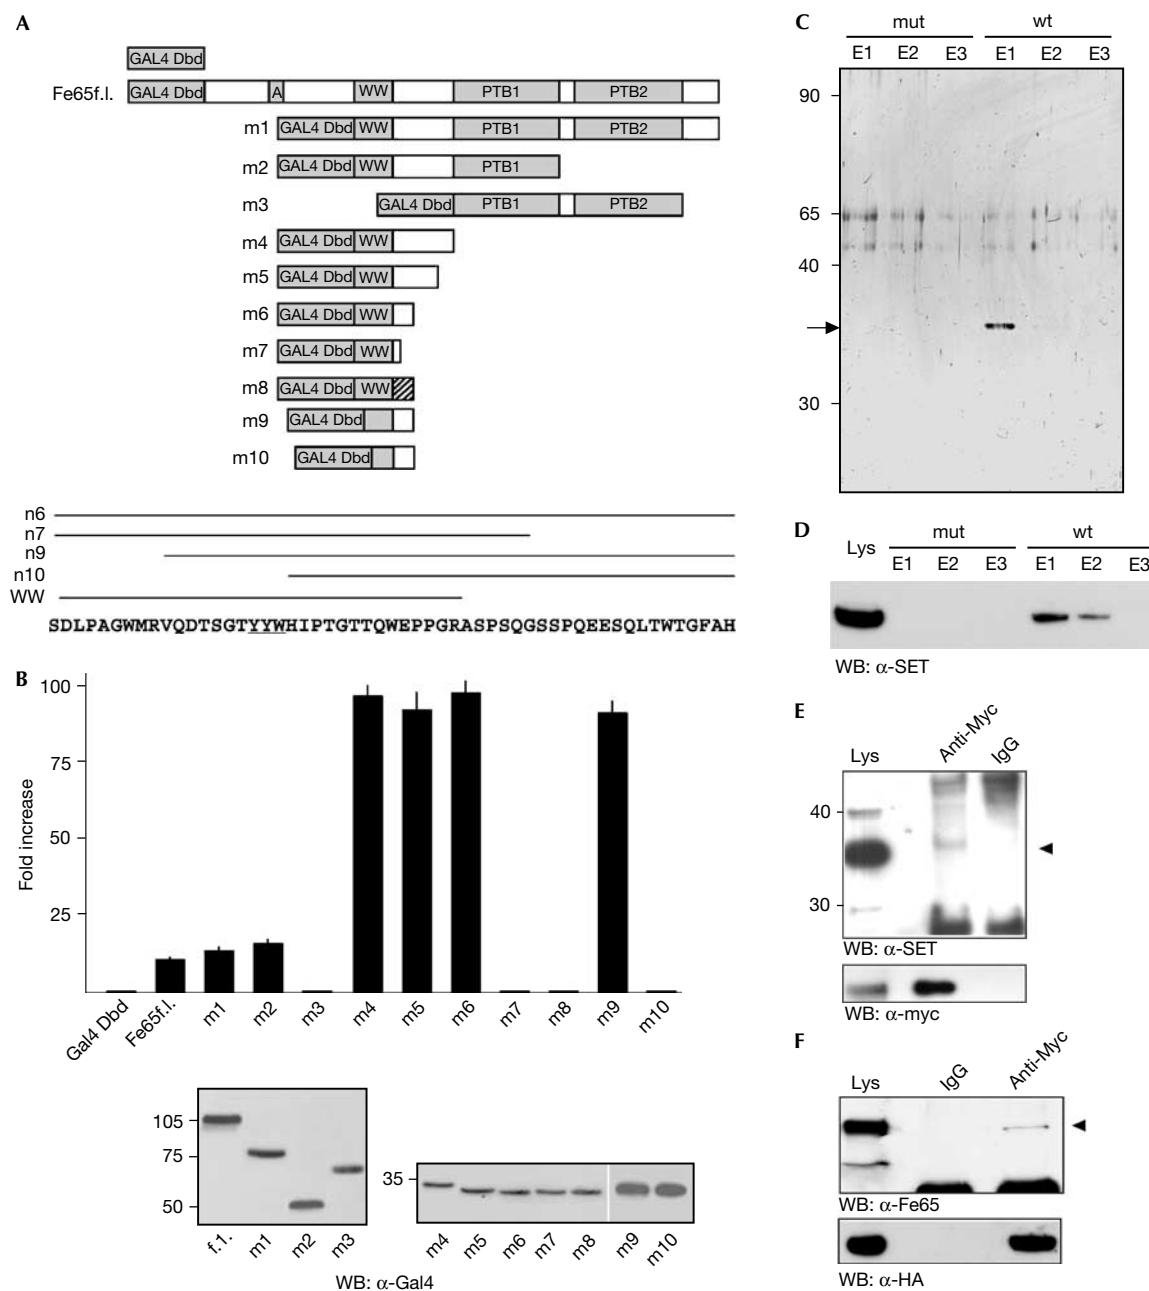 A
GAL4 Dbd
Fe65f.l. GAL4 Dbd A WW PTB1 PTB2
m1 GAL4 Dbd WW PTB1 PTB2
m2 GAL4 Dbd WW PTB1
m3 GAL4 Dbd PTB1 PTB2
m4 GAL4 Dbd WW
m5 GAL4 Dbd WW
m6 GAL4 Dbd WW
m7 GAL4 Dbd WW
m8 GAL4 Dbd WW
m9 GAL4 Dbd
m10 GAL4 Dbd
n6
n7
n9
n10
WW
SDLPAGWMRVQDTSGTYYWHIPTGTTQWEPPGRASPSQGSSPQEESQLTWTGFAH
B
Fold increase
100
75
50
25
Gal4 Dbd Fe65f.l. m1 m2 m3 m4 m5 m6 m7 m8 m9 m10
105
75
50
f.1. m1 m2 m3
35
m4 m5 m6 m7 m8 m9 m10
WB: α-Gal4
C
mut wt
E1 E2 E3 E1 E2 E3
90
65
40
30
D
mut wt
Lys E1 E2 E3 E1 E2 E3
WB: α-SET
E
Lys Anti-Myc IgG
40
30
WB: α-SET
WB: α-myc
F
Lys IgG Anti-Myc
WB: α-Fe65
WB: α-HA